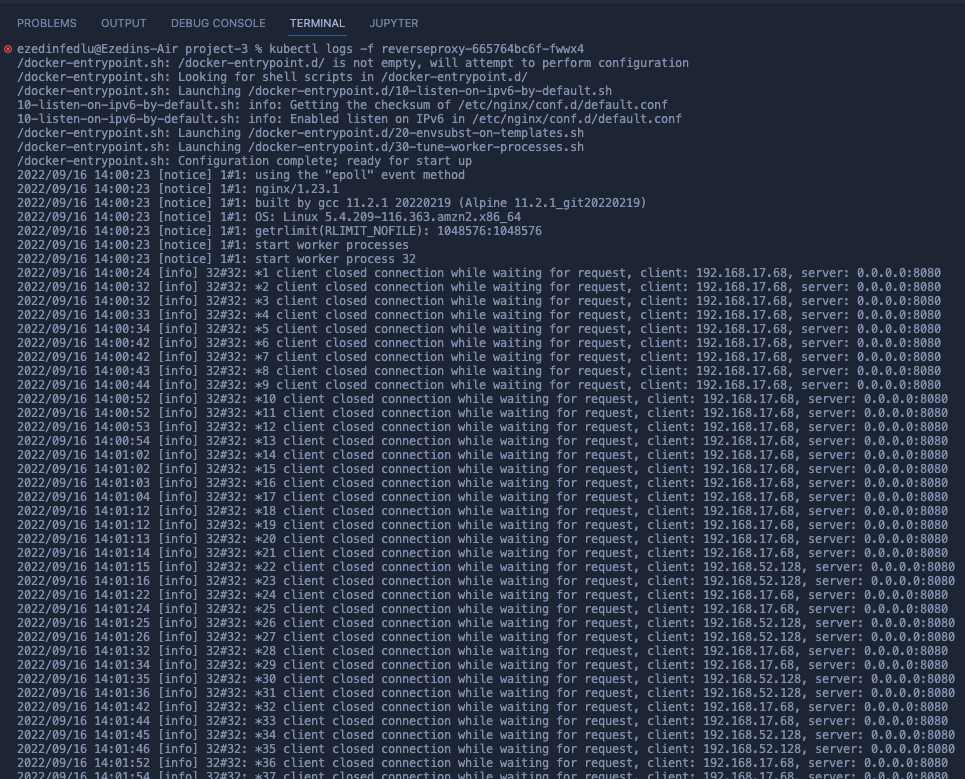 PROBLEMS OUTPUT DEBUG CONSOLE TERMINAL JUPYTER
ezedinfedlu@Ezedins-Air project-3 % kubectl logs -f reverseproxy-665764bc6f-fwwx4
/docker-entrypoint.sh: /docker-entrypoint.d/ is not empty, will attempt to perform configuration
/docker-entrypoint.sh: Looking for shell scripts in /docker-entrypoint.d/
/docker-entrypoint.sh: Launching /docker-entrypoint.d/10-listen-on-ipv6-by-default.sh
10-listen-on-ipv6-by-default.sh: info: Getting the checksum of /etc/nginx/conf.d/default.conf
10-listen-on-ipv6-by-default.sh: info: Enabled listen on IPv6 in /etc/nginx/conf.d/default.conf
/docker-entrypoint.sh: Launching /docker-entrypoint.d/20-envsubst-on-templates.sh
/docker-entrypoint.sh: Launching /docker-entrypoint.d/30-tune-worker-processes.sh
/docker-entrypoint.sh: Configuration complete; ready for start up
2022/09/16 14:00:23 [notice] 1#1: using the "epoll" event method
2022/09/16 14:00:23 [notice] 1#1: nginx/1.23.1
2022/09/16 14:00:23 [notice] 1#1: built by gcc 11.2.1 20220219 (Alpine 11.2.1_git20220219)
2022/09/16 14:00:23 [notice] 1#1: OS: Linux 5.4.209-116.363.amzn2.x86_64
2022/09/16 14:00:23 [notice] 1#1: getrlimit(RLIMIT_NOFILE): 1048576:1048576
2022/09/16 14:00:23 [notice] 1#1: start worker processes
2022/09/16 14:00:23 [notice] 1#1: start worker process 32
2022/09/16 14:00:24 [info] 32#32: *1 client closed connection while waiting for request, client: 192.168.17.68, server: 0.0.0.0:8080
2022/09/16 14:00:32 [info] 32#32: *2 client closed connection while waiting for request, client: 192.168.17.68, server: 0.0.0.0:8080
2022/09/16 14:00:32 [info] 32#32: *3 client closed connection while waiting for request, client: 192.168.17.68, server: 0.0.0.0:8080
2022/09/16 14:00:33 [info] 32#32: *4 client closed connection while waiting for request, client: 192.168.17.68, server: 0.0.0.0:8080
2022/09/16 14:00:34 [info] 32#32: *5 client closed connection while waiting for request, client: 192.168.17.68, server: 0.0.0.0:8080
2022/09/16 14:00:42 [info] 32#32: *6 client closed connection while waiting for request, client: 192.168.17.68, server: 0.0.0.0:8080
2022/09/16 14:00:42 [info] 32#32: *7 client closed connection while waiting for request, client: 192.168.17.68, server: 0.0.0.0:8080
2022/09/16 14:00:43 [info] 32#32: *8 client closed connection while waiting for request, client: 192.168.17.68, server: 0.0.0.0:8080
2022/09/16 14:00:44 [info] 32#32: *9 client closed connection while waiting for request, client: 192.168.17.68, server: 0.0.0.0:8080
2022/09/16 14:00:52 [info] 32#32: *10 client closed connection while waiting for request, client: 192.168.17.68, server: 0.0.0.0:8080
2022/09/16 14:00:52 [info] 32#32: *11 client closed connection while waiting for request, client: 192.168.17.68, server: 0.0.0.0:8080
2022/09/16 14:00:53 [info] 32#32: *12 client closed connection while waiting for request, client: 192.168.17.68, server: 0.0.0.0:8080
2022/09/16 14:00:54 [info] 32#32: *13 client closed connection while waiting for request, client: 192.168.17.68, server: 0.0.0.0:8080
2022/09/16 14:01:02 [info] 32#32: *14 client closed connection while waiting for request, client: 192.168.17.68, server: 0.0.0.0:8080
2022/09/16 14:01:02 [info] 32#32: *15 client closed connection while waiting for request, client: 192.168.17.68, server: 0.0.0.0:8080
2022/09/16 14:01:03 [info] 32#32: *16 client closed connection while waiting for request, client: 192.168.17.68, server: 0.0.0.0:8080
2022/09/16 14:01:04 [info] 32#32: *17 client closed connection while waiting for request, client: 192.168.17.68, server: 0.0.0.0:8080
2022/09/16 14:01:12 [info] 32#32: *18 client closed connection while waiting for request, client: 192.168.17.68, server: 0.0.0.0:8080
2022/09/16 14:01:12 [info] 32#32: *19 client closed connection while waiting for request, client: 192.168.17.68, server: 0.0.0.0:8080
2022/09/16 14:01:13 [info] 32#32: *20 client closed connection while waiting for request, client: 192.168.17.68, server: 0.0.0.0:8080
2022/09/16 14:01:14 [info] 32#32: *21 client closed connection while waiting for request, client: 192.168.17.68, server: 0.0.0.0:8080
2022/09/16 14:01:15 [info] 32#32: *22 client closed connection while waiting for request, client: 192.168.52.128, server: 0.0.0.0:8080
2022/09/16 14:01:16 [info] 32#32: *23 client closed connection while waiting for request, client: 192.168.52.128, server: 0.0.0.0:8080
2022/09/16 14:01:22 [info] 32#32: *24 client closed connection while waiting for request, client: 192.168.17.68, server: 0.0.0.0:8080
2022/09/16 14:01:24 [info] 32#32: *25 client closed connection while waiting for request, client: 192.168.17.68, server: 0.0.0.0:8080
2022/09/16 14:01:25 [info] 32#32: *26 client closed connection while waiting for request, client: 192.168.52.128, server: 0.0.0.0:8080
2022/09/16 14:01:26 [info] 32#32: *27 client closed connection while waiting for request, client: 192.168.52.128, server: 0.0.0.0:8080
2022/09/16 14:01:32 [info] 32#32: *28 client closed connection while waiting for request, client: 192.168.17.68, server: 0.0.0.0:8080
2022/09/16 14:01:34 [info] 32#32: *29 client closed connection while waiting for request, client: 192.168.17.68, server: 0.0.0.0:8080
2022/09/16 14:01:35 [info] 32#32: *30 client closed connection while waiting for request, client: 192.168.52.128, server: 0.0.0.0:8080
2022/09/16 14:01:36 [info] 32#32: *31 client closed connection while waiting for request, client: 192.168.52.128, server: 0.0.0.0:8080
2022/09/16 14:01:42 [info] 32#32: *32 client closed connection while waiting for request, client: 192.168.17.68, server: 0.0.0.0:8080
2022/09/16 14:01:44 [info] 32#32: *33 client closed connection while waiting for request, client: 192.168.17.68, server: 0.0.0.0:8080
2022/09/16 14:01:45 [info] 32#32: *34 client closed connection while waiting for request, client: 192.168.52.128, server: 0.0.0.0:8080
2022/09/16 14:01:46 [info] 32#32: *35 client closed connection while waiting for request, client: 192.168.52.128, server: 0.0.0.0:8080
2022/09/16 14:01:52 [info] 32#32: *36 client closed connection while waiting for request, client: 192.168.17.68, server: 0.0.0.0:8080
2022/09/16 14:01:54 [info] 32#32: *37 client closed connection while waiting for request, client: 192.168.17.68, server: 0.0.0.0:8080